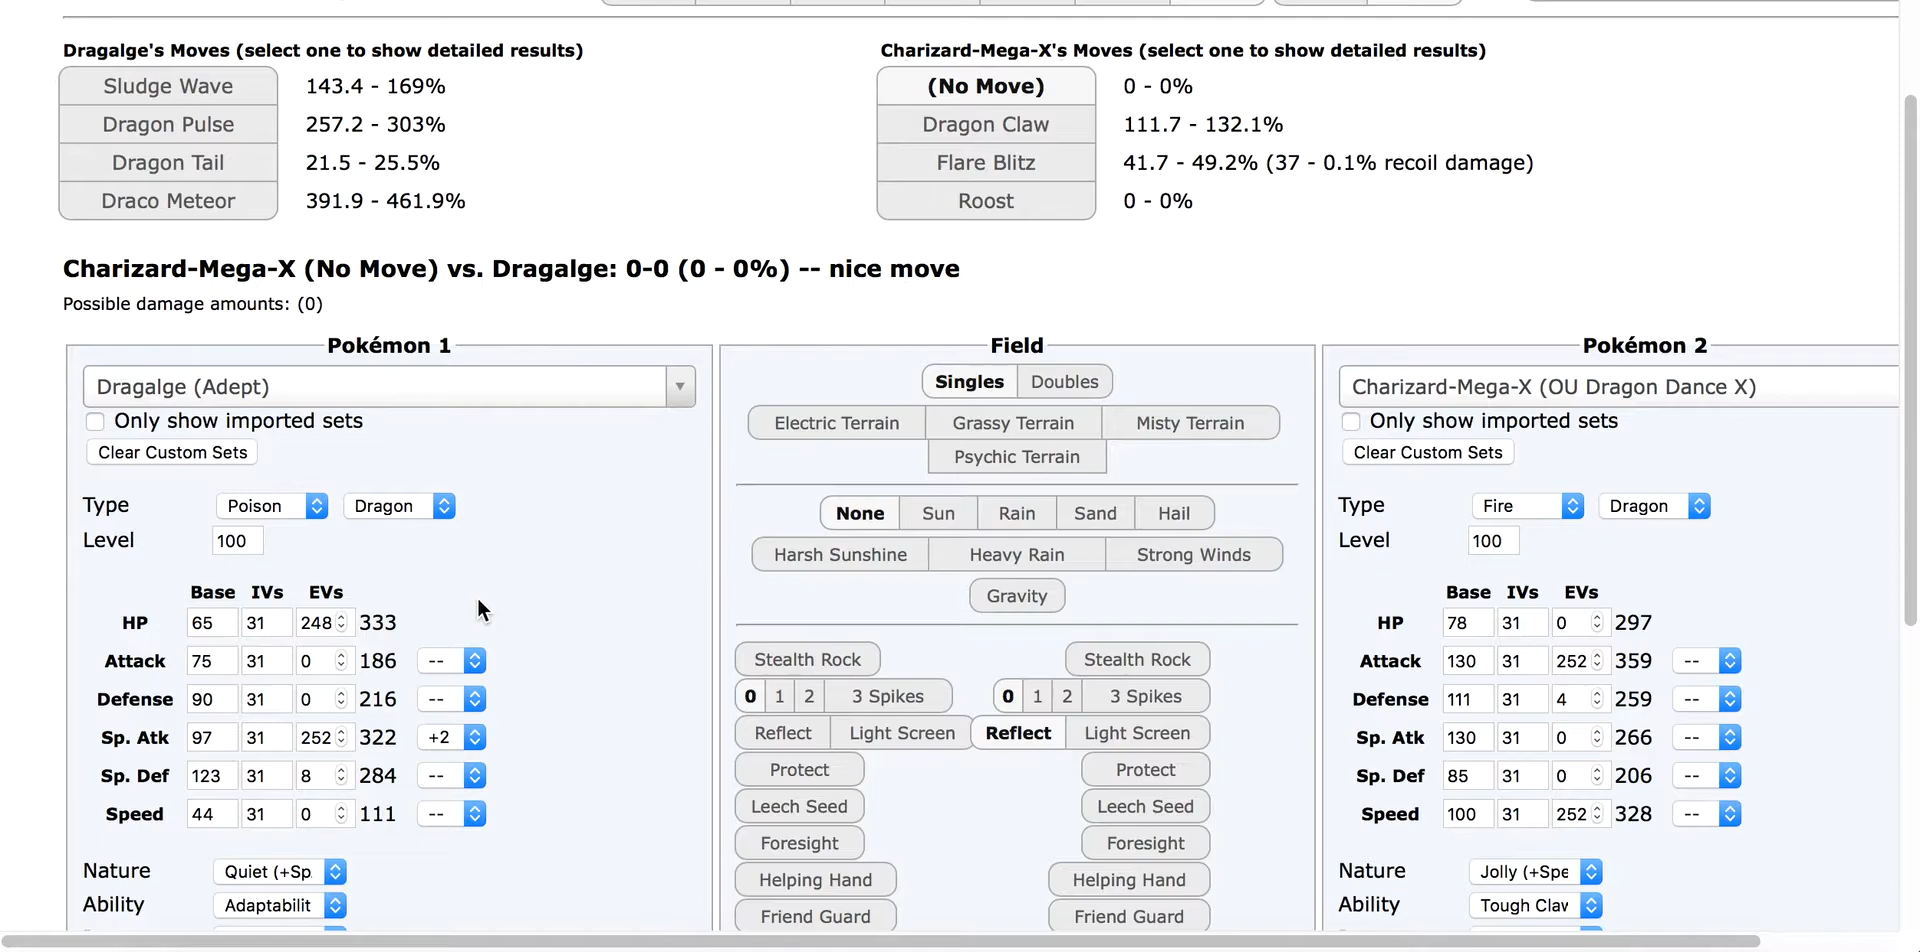 Dragalge's Moves (select one to show detailed results)
Charizard-Mega-X's Moves (select one to show detailed results)
Sludge Wave 143.4 - 169%
Dragon Pulse 257.2 - 303%
Dragon Tail 21.5 - 25.5%
Draco Meteor 391.9 - 461.9%
(No Move) 0 - 0%
Dragon Claw 111.7 - 132.1%
Flare Blitz 41.7 - 49.2% (37 - 0.1% recoil damage)
Roost 0 - 0%
Charizard-Mega-X (No Move) vs. Dragalge: 0-0 (0 - 0%) -- nice move
Possible damage amounts: (0)
Pokémon 1
Dragalge (Adept)
Only show imported sets
Clear Custom Sets
Type Poison Dragon
Level 100
Base IVs EVs
HP 65 31 248 333
Attack 75 31 0 186 --
Defense 90 31 0 216 --
Sp. Atk 97 31 252 322 +2
Sp. Def 123 31 8 284 --
Speed 44 31 0 111 --
Nature Quiet (+Sp.
Ability Adaptabilit
Field
Singles Doubles
Electric Terrain Grassy Terrain Misty Terrain
Psychic Terrain
None Sun Rain Sand Hail
Harsh Sunshine Heavy Rain Strong Winds
Gravity
Stealth Rock Stealth Rock
0 1 2 3 Spikes 0 1 2 3 Spikes
Reflect Light Screen Reflect Light Screen
Protect Protect
Leech Seed Leech Seed
Foresight Foresight
Helping Hand Helping Hand
Friend Guard Friend Guard
Pokémon 2
Charizard-Mega-X (OU Dragon Dance X)
Only show imported sets
Clear Custom Sets
Type Fire Dragon
Level 100
Base IVs EVs
HP 78 31 0 297
Attack 130 31 252 359 --
Defense 111 31 4 259 --
Sp. Atk 130 31 0 266 --
Sp. Def 85 31 0 206 --
Speed 100 31 252 328 --
Nature Jolly (+Spe
Ability Tough Claw